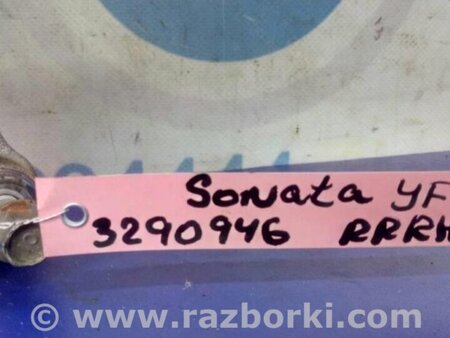 Sonata YF
3290946 RRRH
© www.razborki.com